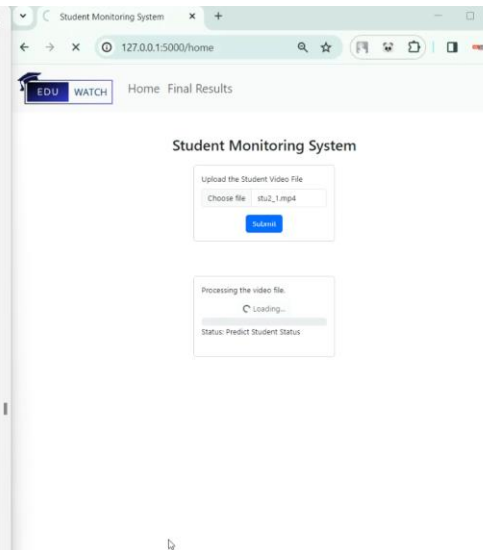 Student Monitoring System
127.0.0.1:5000/home
EDU WATCH
Home Final Results
Student Monitoring System
Upload the Student Video File
Choose file stu2_1.mp4
Submit
Processing the video file.
Loading...
Status: Predict Student Status